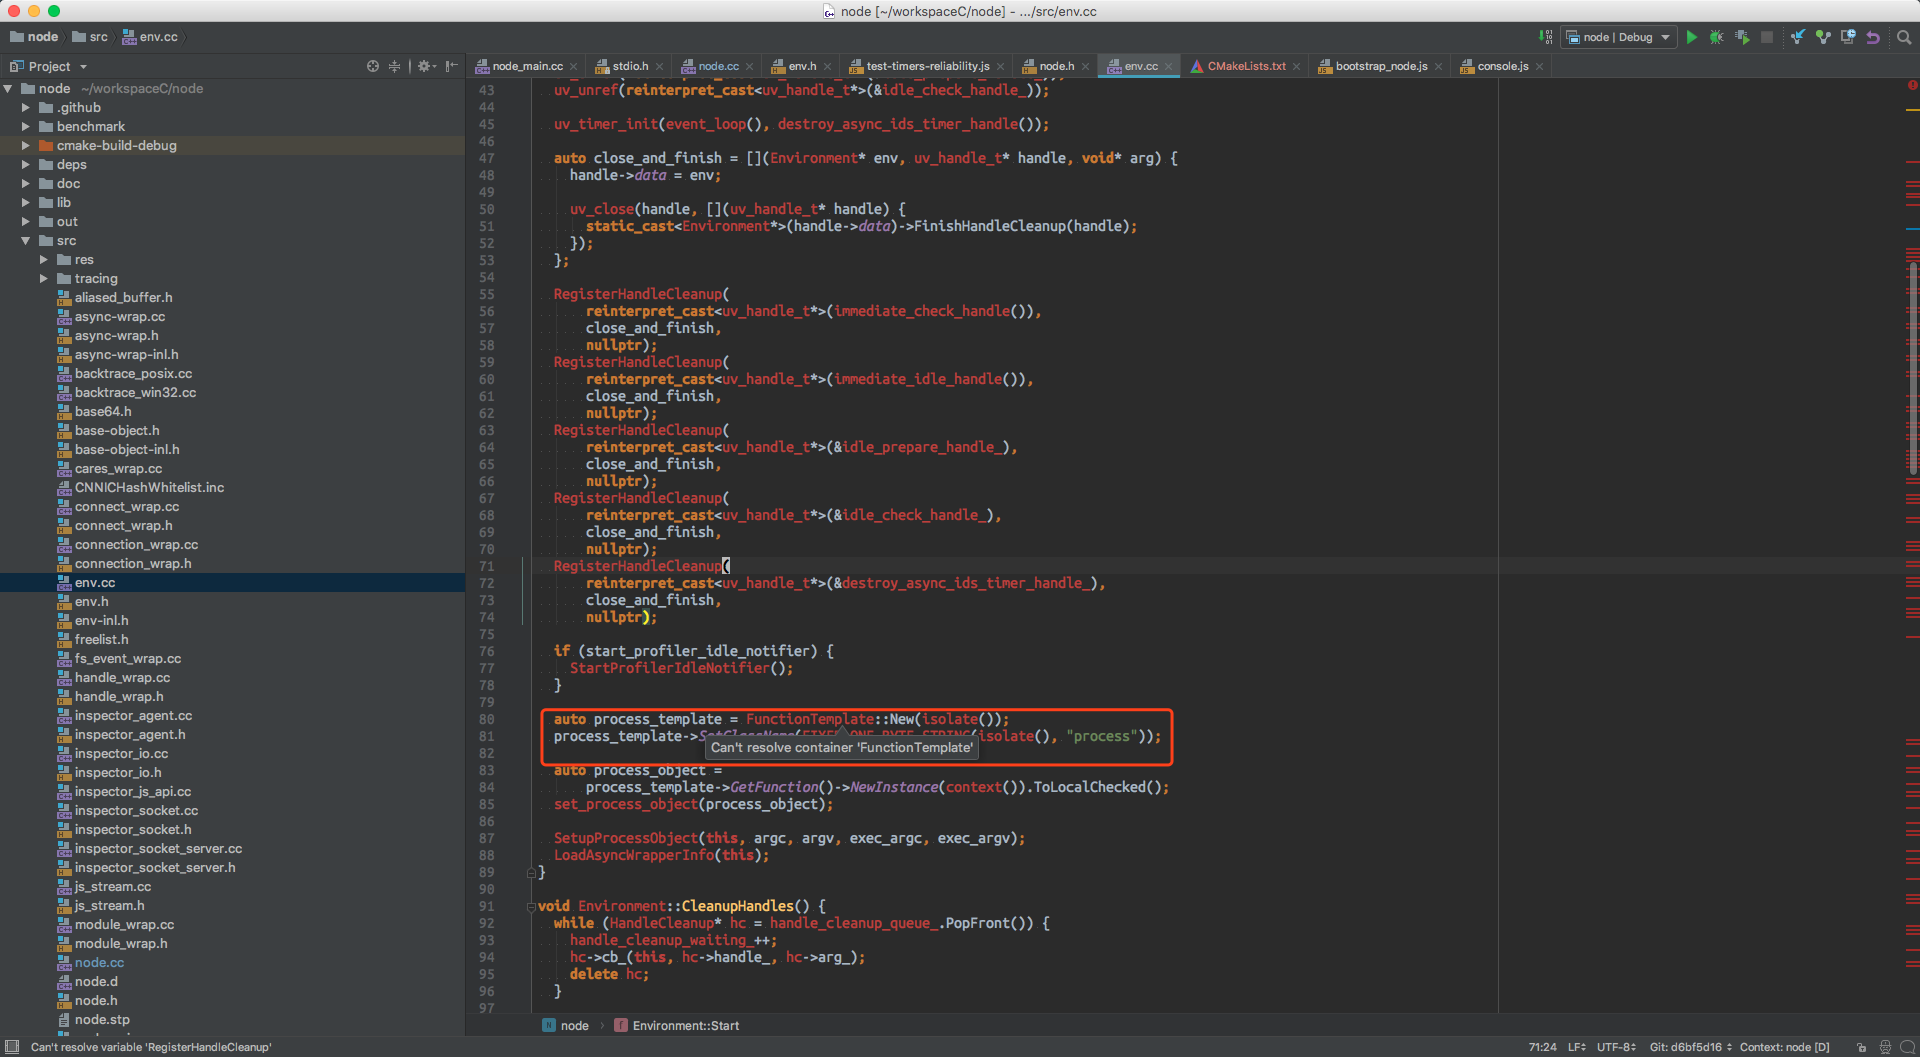 node [~/workspaceC/node] - .../src/env.cc
node
src
env.cc
node | Debug
Project
node_main.cc
stdio.h
node.cc
env.h
test-timers-reliability.js
node.h
env.cc
CMakeLists.txt
bootstrap_node.js
console.js
node ~/workspaceC/node
.github
benchmark
cmake-build-debug
deps
doc
lib
out
src
res
tracing
aliased_buffer.h
async-wrap.cc
async-wrap.h
async-wrap-inl.h
backtrace_posix.cc
backtrace_win32.cc
base64.h
base-object.h
base-object-inl.h
cares_wrap.cc
CNNICHashWhitelist.inc
connect_wrap.cc
connect_wrap.h
connection_wrap.cc
connection_wrap.h
env.cc
env.h
env-inl.h
freelist.h
fs_event_wrap.cc
handle_wrap.cc
handle_wrap.h
inspector_agent.cc
inspector_agent.h
inspector_io.cc
inspector_io.h
inspector_js_api.cc
inspector_socket.cc
inspector_socket.h
inspector_socket_server.cc
inspector_socket_server.h
js_stream.cc
js_stream.h
module_wrap.cc
module_wrap.h
node.cc
node.d
node.h
node.stp
43 uv_unref(reinterpret_cast<uv_handle_t*>(&idle_check_handle_));
44
45 uv_timer_init(event_loop(), destroy_async_ids_timer_handle());
46
47 auto close_and_finish = [](Environment* env, uv_handle_t* handle, void* arg) {
48 handle->data = env;
49
50 uv_close(handle, [](uv_handle_t* handle) {
51 static_cast<Environment*>(handle->data)->FinishHandleCleanup(handle);
52 });
53 };
54
55 RegisterHandleCleanup(
56 reinterpret_cast<uv_handle_t*>(immediate_check_handle()),
57 close_and_finish,
58 nullptr);
59 RegisterHandleCleanup(
60 reinterpret_cast<uv_handle_t*>(immediate_idle_handle()),
61 close_and_finish,
62 nullptr);
63 RegisterHandleCleanup(
64 reinterpret_cast<uv_handle_t*>(&idle_prepare_handle_),
65 close_and_finish,
66 nullptr);
67 RegisterHandleCleanup(
68 reinterpret_cast<uv_handle_t*>(&idle_check_handle_),
69 close_and_finish,
70 nullptr);
71 RegisterHandleCleanup(
72 reinterpret_cast<uv_handle_t*>(&destroy_async_ids_timer_handle_),
73 close_and_finish,
74 nullptr);
75
76 if (start_profiler_idle_notifier) {
77 StartProfilerIdleNotifier();
78 }
79
80 auto process_template = FunctionTemplate::New(isolate());
81 process_template->SetClassName(FIXED_ONE_BYTE_STRING(isolate(), "process"));
Can't resolve container 'FunctionTemplate'
82
83 auto process_object =
84 process_template->GetFunction()->NewInstance(context()).ToLocalChecked();
85 set_process_object(process_object);
86
87 SetupProcessObject(this, argc, argv, exec_argc, exec_argv);
88 LoadAsyncWrapperInfo(this);
89 }
90
91 void Environment::CleanupHandles() {
92 while (HandleCleanup* hc = handle_cleanup_queue_.PopFront()) {
93 handle_cleanup_waiting_++;
94 hc->cb_(this, hc->handle_, hc->arg_);
95 delete hc;
96 }
97
node
Environment::Start
Can't resolve variable 'RegisterHandleCleanup'
71:24 LF UTF-8 Git: d6bf5d16 Context: node [D]